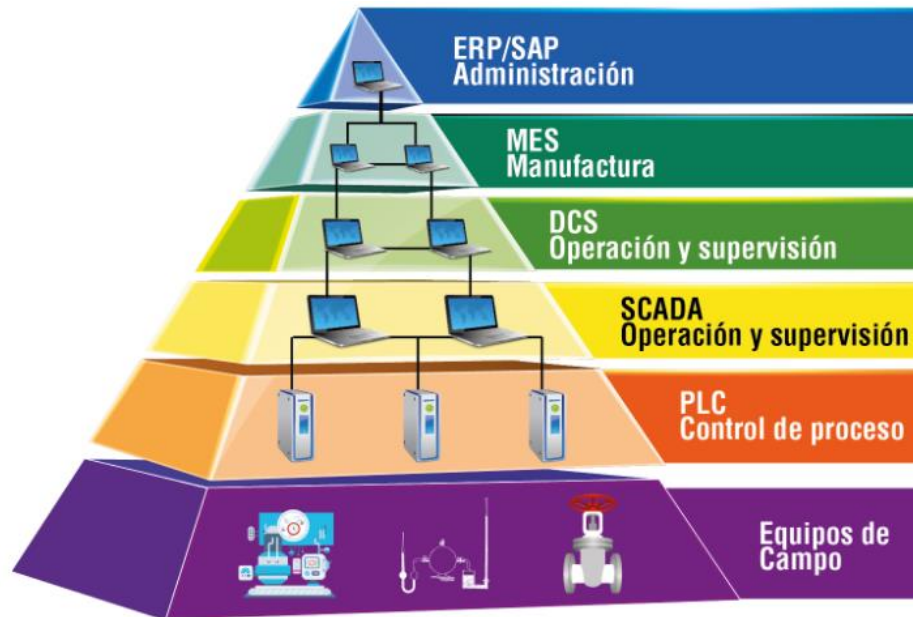 ERP/SAP
Administración
MES
Manufactura
DCS
Operación y supervisión
SCADA
Operación y supervisión
PLC
Control de proceso
Equipos de
Campo